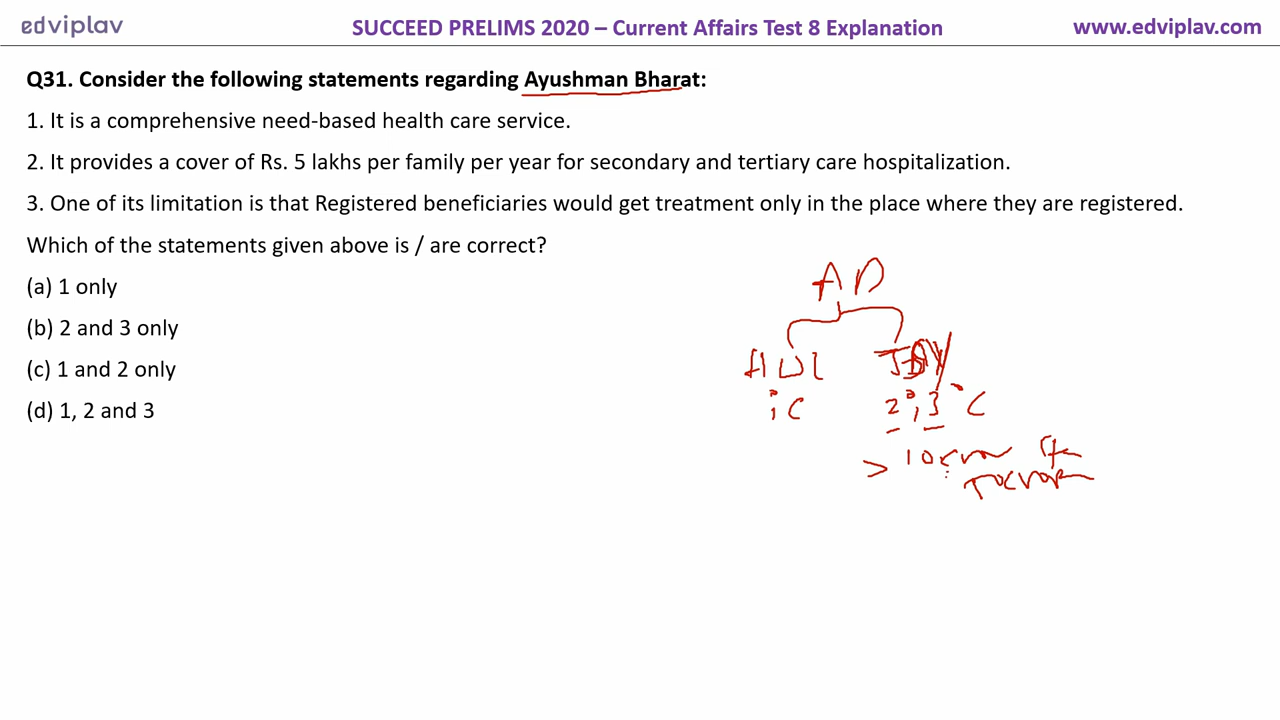 edviplav
SUCCEED PRELIMS 2020 – Current Affairs Test 8 Explanation
www.edviplav.com
Q31. Consider the following statements regarding Ayushman Bharat:
1. It is a comprehensive need-based health care service.
2. It provides a cover of Rs. 5 lakhs per family per year for secondary and tertiary care hospitalization.
3. One of its limitation is that Registered beneficiaries would get treatment only in the place where they are registered.
Which of the statements given above is / are correct?
(a) 1 only
(b) 2 and 3 only
(c) 1 and 2 only
(d) 1, 2 and 3
2°, 3° C
> 10